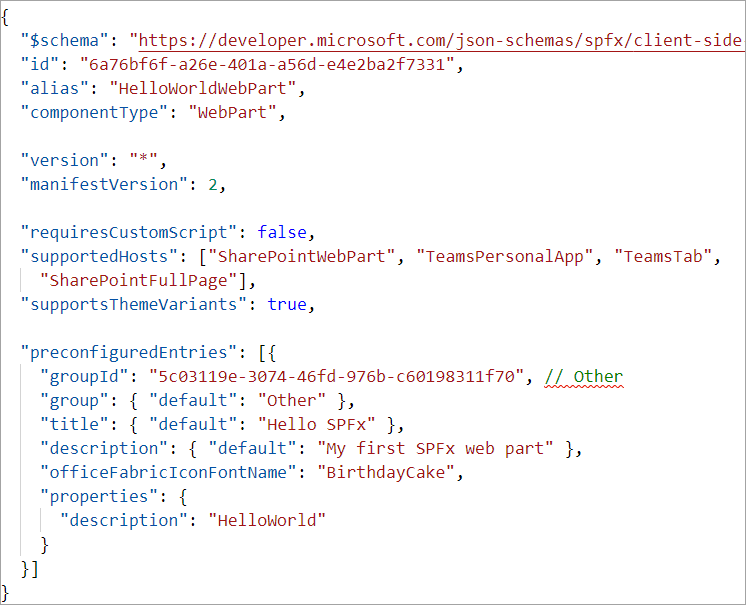 {
"$schema": "https://developer.microsoft.com/json-schemas/spfx/client-side
"id": "6a76bf6f-a26e-401a-a56d-e4e2ba2f7331",
"alias": "HelloWorldWebPart",
"componentType": "WebPart",
"version": "*",
"manifestVersion": 2,
"requiresCustomScript": false,
"supportedHosts": ["SharePointWebPart", "TeamsPersonalApp", "TeamsTab",
"SharePointFullPage"],
"supportsThemeVariants": true,
"preconfiguredEntries": [{
"groupId": "5c03119e-3074-46fd-976b-c60198311f70", // Other
"group": { "default": "Other" },
"title": { "default": "Hello SPFx" },
"description": { "default": "My first SPFx web part" },
"officeFabricIconFontName": "BirthdayCake",
"properties": {
"description": "HelloWorld"
}
}]
}